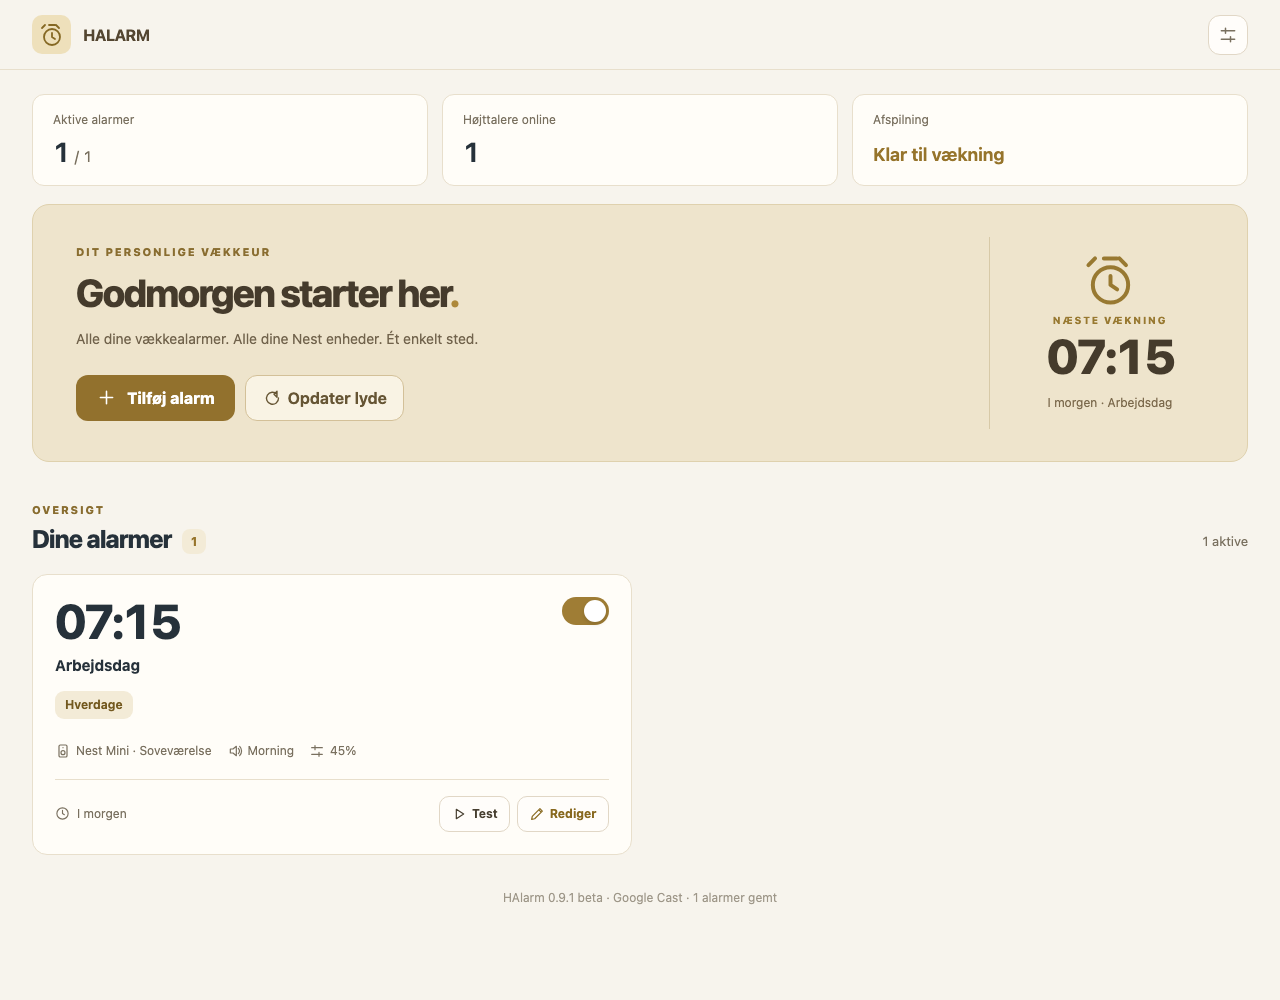 HALARM
Aktive alarmer
1 / 1
Højttalere online
1
Afspilning
Klar til vækning
DIT PERSONLIGE VÆKKEUR
Godmorgen starter her.
Alle dine vækkealarmer. Alle dine Nest enheder. Ét enkelt sted.
Tilføj alarm
Opdater lyde
NÆSTE VÆKNING
07:15
I morgen · Arbejdsdag
OVERSIGT
Dine alarmer 1
1 aktive
07:15
Arbejdsdag
Hverdage
Nest Mini · Soveværelse Morning 45%
I morgen
Test
Rediger
HAlarm 0.9.1 beta · Google Cast · 1 alarmer gemt